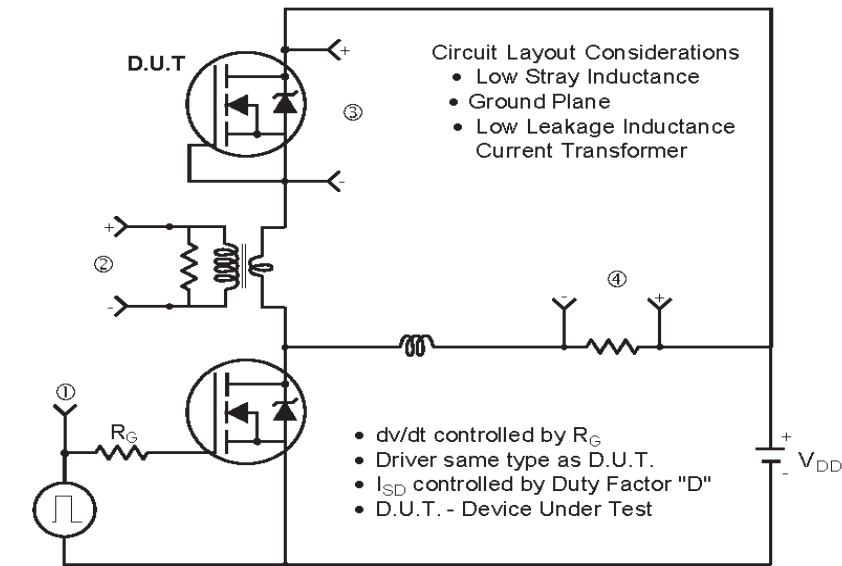 D.U.T
+
Circuit Layout Considerations
• Low Stray Inductance
• Ground Plane
• Low Leakage Inductance
Current Transformer
③
-
+
②
-
④
-
+
①
R_G
• dv/dt controlled by R_G
• Driver same type as D.U.T.
• I_SD controlled by Duty Factor "D"
• D.U.T. - Device Under Test
+
V_DD
-